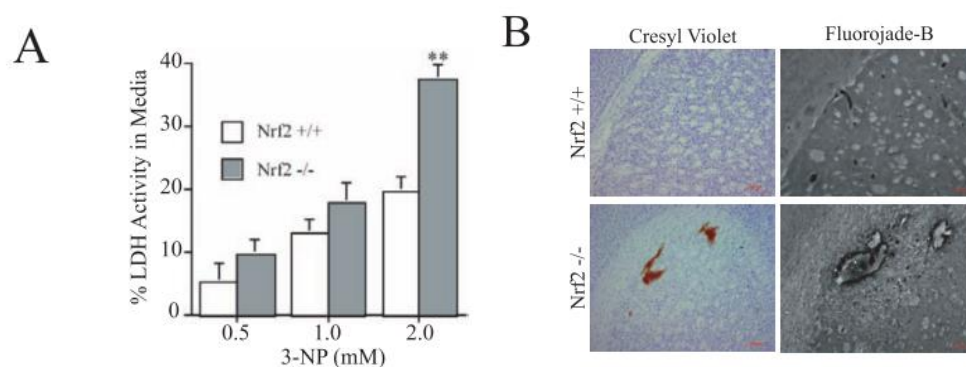 A
% LDH Activity in Media
40
30
20
10
0
**
Nrf2 +/+
Nrf2 -/-
0.5 1.0 2.0
3-NP (mM)
B
Cresyl Violet Fluorojade-B
Nrf2 +/+
Nrf2 -/-